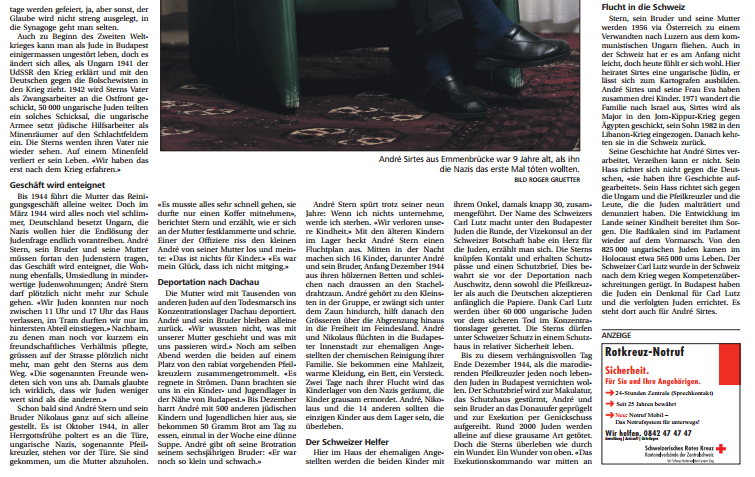 tage werden gefeiert, ja, aber sonst, der
Glaube wird nicht streng ausgelegt, in
die Synagoge geht man selten.
Auch zu Beginn des Zweiten Welt-
kriegs kann man als Jude in Budapest
einigermassen ungestört leben, doch es
ändert sich alles, als Ungarn 1941 der
UdSSR den Krieg erklärt und mit den
Deutschen gegen die Bolschewisten in
den Krieg zieht. 1942 wird Sterns Vater
als Zwangsarbeiter an die Ostfront ge-
schickt, 50 000 ungarische Juden teilten
ein solches Schicksal, die ungarische
Armee setzt jüdische Hilfsarbeiter als
Minenräumer auf den Schlachtfeldern
ein. Die Sterns werden ihren Vater nie
wieder sehen. Auf einem Minenfeld
verliert er sein Leben. «Wir haben das
erst nach dem Krieg erfahren.»
Geschäft wird enteignet
Bis 1944 führt die Mutter das Reini-
gungsgeschäft alleine weiter. Doch im
März 1944 wird alles noch viel schlim-
mer, Deutschland besetzt Ungarn, die
Nazis wollen hier die Endlösung der
Judenfrage endlich vorantreiben. André
Stern, sein Bruder und seine Mutter
müssen fortan den Judenstern tragen,
das Geschäft wird enteignet, die Woh-
nung ebenfalls, Umsiedlung in minder-
wertige Judenwohnungen; André Stern
darf plötzlich nicht mehr zur Schule
gehen. «Wir Juden konnten nur noch
zwischen 11 Uhr und 17 Uhr das Haus
verlassen, im Tram durften wir nur im
hintersten Abteil einsteigen.» Nachbarn,
zu denen man noch vor kurzem ein
freundschaftliches Verhältnis pflegte,
grüssen auf der Strasse plötzlich nicht
mehr, man geht den Sterns aus dem
Weg. «Die sogenannten Freunde wen-
deten sich von uns ab. Damals glaubte
ich wirklich, dass wir Juden weniger
wert sind als die anderen.»
Schon bald sind André Stern und sein
Bruder Nikolaus ganz auf sich alleine
gestellt. Es ist Oktober 1944, in aller
Herrgottsfrühe poltert es an die Türe,
ungarische Nazis, sogenannte Pfeil-
kreuzler, stehen vor der Türe. Sie sind
gekommen, um die Mutter abzuholen.
André Sirtes aus Emmenbrücke war 9 Jahre alt, als ihn
die Nazis das erste Mal töten wollten.
BILD ROGER GRUETTER
«Es musste alles sehr schnell gehen, sie
durfte nur einen Koffer mitnehmen»,
berichtet Stern und erzählt, wie er sich
an der Mutter festklammerte und schrie.
Einer der Offiziere riss den kleinen
André von seiner Mutter los und mein-
te: «Das ist nichts für Kinder.» «Es war
mein Glück, dass ich nicht mitging.»
Deportation nach Dachau
Die Mutter wird mit Tausenden von
anderen Juden auf den Todesmarsch ins
Konzentrationslager Dachau deportiert.
André und sein Bruder bleiben alleine
zurück. «Wir wussten nicht, was mit
unserer Mutter geschieht und was mit
uns passieren wird.» Noch am selben
Abend werden die beiden auf einem
Platz von den rabiat vorgehenden Pfeil-
kreuzlern zusammengetrommelt. «Es
regnete in Strömen. Dann brachten sie
uns in ein Kinder- und Jugendlager in
der Nähe von Budapest.» Bis Dezember
harrt André mit 500 anderen jüdischen
Kindern und Jugendlichen hier aus, sie
bekommen 50 Gramm Brot am Tag zu
essen, einmal in der Woche eine dünne
Suppe. André gibt oft seine Brotration
seinem sechsjährigen Bruder: «Er war
noch so klein und schwach.»
André Stern spürt trotz seiner neun
Jahre: Wenn ich nichts unternehme,
werde ich sterben. «Wir verloren unse-
re Kindheit.» Mit den älteren Kindern
im Lager heckt André Stern einen
Fluchtplan aus. Mitten in der Nacht
machen sich 16 Kinder, darunter André
und sein Bruder, Anfang Dezember 1944
aus ihren hölzernen Betten und schlei-
chen nach draussen an den Stachel-
drahtzaun. André gehört zu den Kleins-
ten in der Gruppe, er zwängt sich unter
dem Zaun hindurch, hilft danach den
Grösseren über die Abgrenzung hinaus
in die Freiheit im Feindesland. André
und Nikolaus flüchten in die Budapes-
ter Innenstadt zur ehemaligen Ange-
stellten der chemischen Reinigung ihrer
Familie. Sie bekommen eine Mahlzeit,
warme Kleidung, ein Bett, ein Versteck.
Zwei Tage nach ihrer Flucht wird das
Kinderlager von den Nazis geräumt, die
Kinder grausam ermordet. André, Niko-
laus und die 14 anderen sollten die
einzigen Kinder aus dem Lager sein, die
überleben.
Der Schweizer Helfer
Hier im Haus der ehemaligen Ange-
stellten werden die beiden Kinder mit
ihrem Onkel, damals knapp 30, zusam-
mengeführt. Der Name des Schweizers
Carl Lutz macht unter den Budapester
Juden die Runde, der Vizekonsul an der
Schweizer Botschaft habe ein Herz für
die Juden, erzählt man sich. Die Sterns
knüpfen Kontakt und erhalten Schutz-
pässe und einen Schutzbrief. Dies be-
wahrt sie vor der Deportation nach
Auschwitz, denn sowohl die Pfeilkreuz-
ler als auch die Deutschen akzeptieren
anfänglich die Papiere. Dank Carl Lutz
werden über 60 000 ungarische Juden
vor dem sicheren Tod im Konzentra-
tionslager gerettet. Die Sterns dürfen
unter Schweizer Schutz in einem Schutz-
haus in relativer Sicherheit leben.
Bis zu diesem verhängnisvollen Tag
Ende Dezember 1944, als die marodie-
renden Pfeilkreuzler jeden noch leben-
den Juden in Budapest vernichten wol-
len. Der Schutzbrief wird zur Makulatur,
das Schutzhaus gestürmt, André und
sein Bruder an das Donauufer geprügelt
und zur Exekution per Genickschuss
aufgereiht. Rund 2000 Juden werden
alleine auf diese grausame Art getötet.
Doch die Sterns überleben wie durch
ein Wunder. Ein Wunder von oben. «Das
Exekutionskommando war mitten an
Flucht in die Schweiz
Stern, sein Bruder und seine Mutter
werden 1956 via Österreich zu einem
Verwandten nach Luzern aus dem kom-
munistischen Ungarn fliehen. Auch in
der Schweiz hat er es am Anfang nicht
leicht, doch heute fühlt er sich wohl. Hier
heiratet Sirtes eine ungarische Jüdin, er
lässt sich zum Kartografen ausbilden.
André Sirtes und seine Frau Eva haben
zusammen drei Kinder. 1971 wandert die
Familie nach Israel aus, Sirtes wird als
Major in den Jom-Kippur-Krieg gegen
Ägypten geschickt, sein Sohn 1982 in den
Libanon-Krieg eingezogen. Danach kehr-
ten sie in die Schweiz zurück.
Seine Geschichte hat André Sirtes ver-
arbeitet. Verzeihen kann er nicht. Sein
Hass richtet sich nicht gegen die Deut-
schen, «sie haben ihre Geschichte auf-
gearbeitet». Sein Hass richtet sich gegen
die Ungarn und die Pfeilkreuzler und die
Leute, die die Juden malträtiert und
denunziert haben. Die Entwicklung im
Lande seiner Kindheit bereitet ihm Sor-
gen. Die Radikalen sind im Parlament
wieder auf dem Vormarsch. Von den
825 000 ungarischen Juden kamen im
Holocaust etwa 565 000 ums Leben. Der
Schweizer Carl Lutz wurde in der Schweiz
nach dem Krieg wegen Kompetenzüber-
schreitungen gerügt. In Budapest haben
die Juden ein Denkmal für Carl Lutz
und die verfolgten Juden errichtet. Es
steht dort auch für André Sirtes.
ANZEIGE
Rotkreuz-Notruf
Sicherheit.
Für Sie und Ihre Angehörigen.
24-Stunden Zentrale (Sprechkontakt)
Seit 25 Jahren bewährt
Neu: Notruf Mobil –
Das Notrufsystem für unterwegs!
Wir helfen. 0842 47 47 47
Schweizerisches Rotes Kreuz
Kantonalverbände der Zentralschweiz